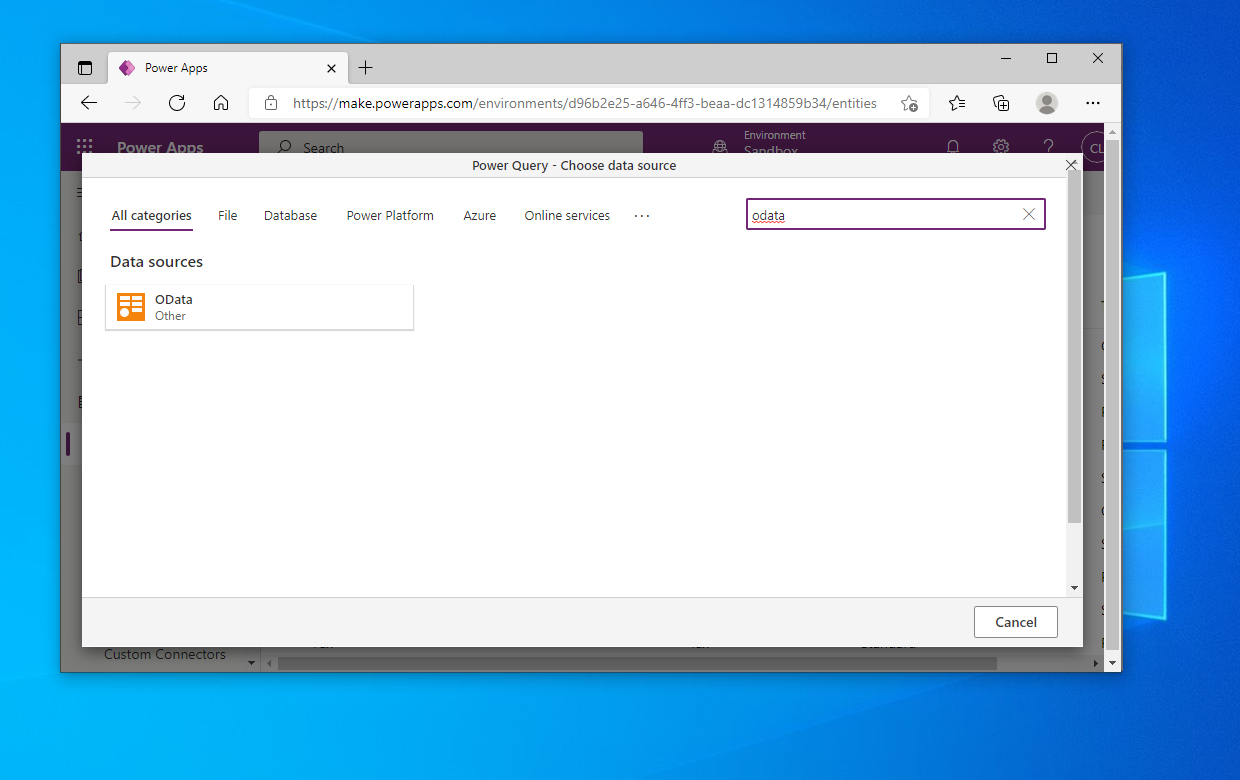 Power Apps
https://make.powerapps.com/environments/d96b2e25-a646-4ff3-beaa-dc1314859b34/entities
Power Apps
Search
Environment
Sandbox
CL
Power Query - Choose data source
All categories
File
Database
Power Platform
Azure
Online services
odata
Data sources
OData
Other
Cancel
Custom Connectors
Standard